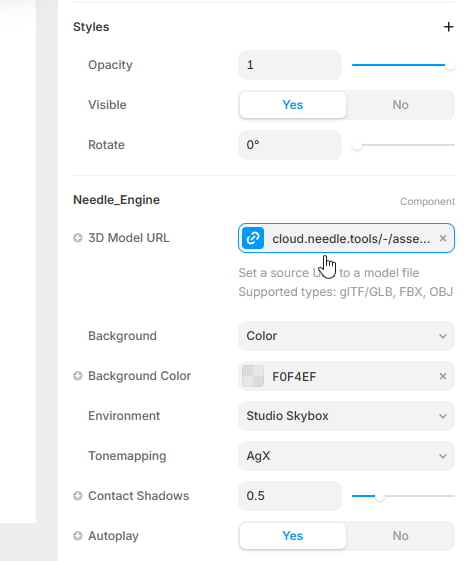 Styles
Opacity 1
Visible Yes No
Rotate 0°
Needle_Engine Component
3D Model URL cloud.needle.tools/-/asse...
Set a source to a model file
Supported types: glTF/GLB, FBX, OBJ
Background Color
Background Color F0F4EF
Environment Studio Skybox
Tonemapping AgX
Contact Shadows 0.5
Autoplay Yes No